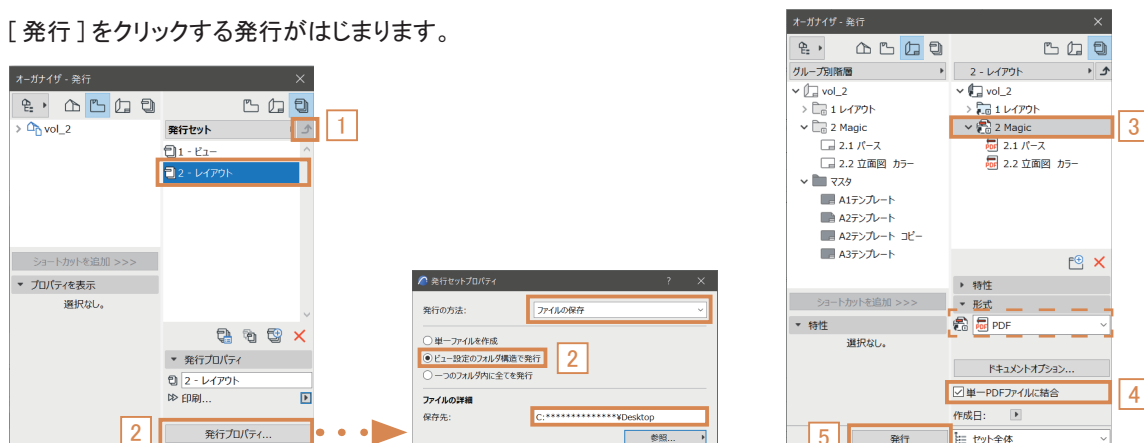 [ 発行 ] をクリックする発行がはじまります。
オーガナイザ - 発行
> vol_2
発行セット
1
1 - ビュー
2 - レイアウト
ショートカットを追加 >>>
プロパティを表示
選択なし。
発行プロパティ
2 - レイアウト
印刷...
2
発行プロパティ...
発行セットプロパティ
? ×
発行の方法:
ファイルの保存
単一ファイルを作成
ビュー設定のフォルダ構造で発行
2
一つのフォルダ内に全てを発行
ファイルの詳細
保存先:
C:**************¥Desktop
参照...
オーガナイザ - 発行
グループ別階層
vol_2
1 レイアウト
2 Magic
2.1 パース
2.2 立面図 カラー
マスタ
A1テンプレート
A2テンプレート
A2テンプレート コピー
A3テンプレート
ショートカットを追加 >>>
特性
選択なし。
2 - レイアウト
vol_2
1 レイアウト
2 Magic
3
PDF 2.1 パース
PDF 2.2 立面図 カラー
特性
形式
PDF PDF
ドキュメントオプション...
単一PDFファイルに結合
4
作成日:
5
発行
セット全体